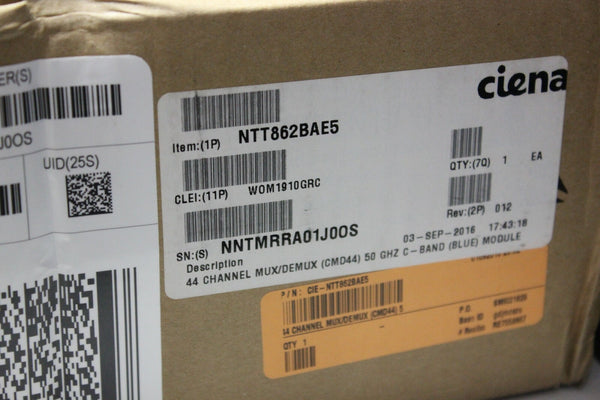 ER(S)
J0OS
UID(25S)
ciena
Item:(1P) NTT862BAE5
QTY:(7Q) 1 EA
CLEI:(11P) WOM1910GRC
Rev:(2P) 012
SN:(S) NNTMRRA01J0OS
03-SEP-2016 17:43:18
Description
44 CHANNEL MUX/DEMUX (CMD44) 50 GHZ C-BAND (BLUE) MODULE
P/N: CIE-NTT862BAE5
44 CHANNEL MUX/DEMUX (CMD44) 5
QTY 1
P.O.